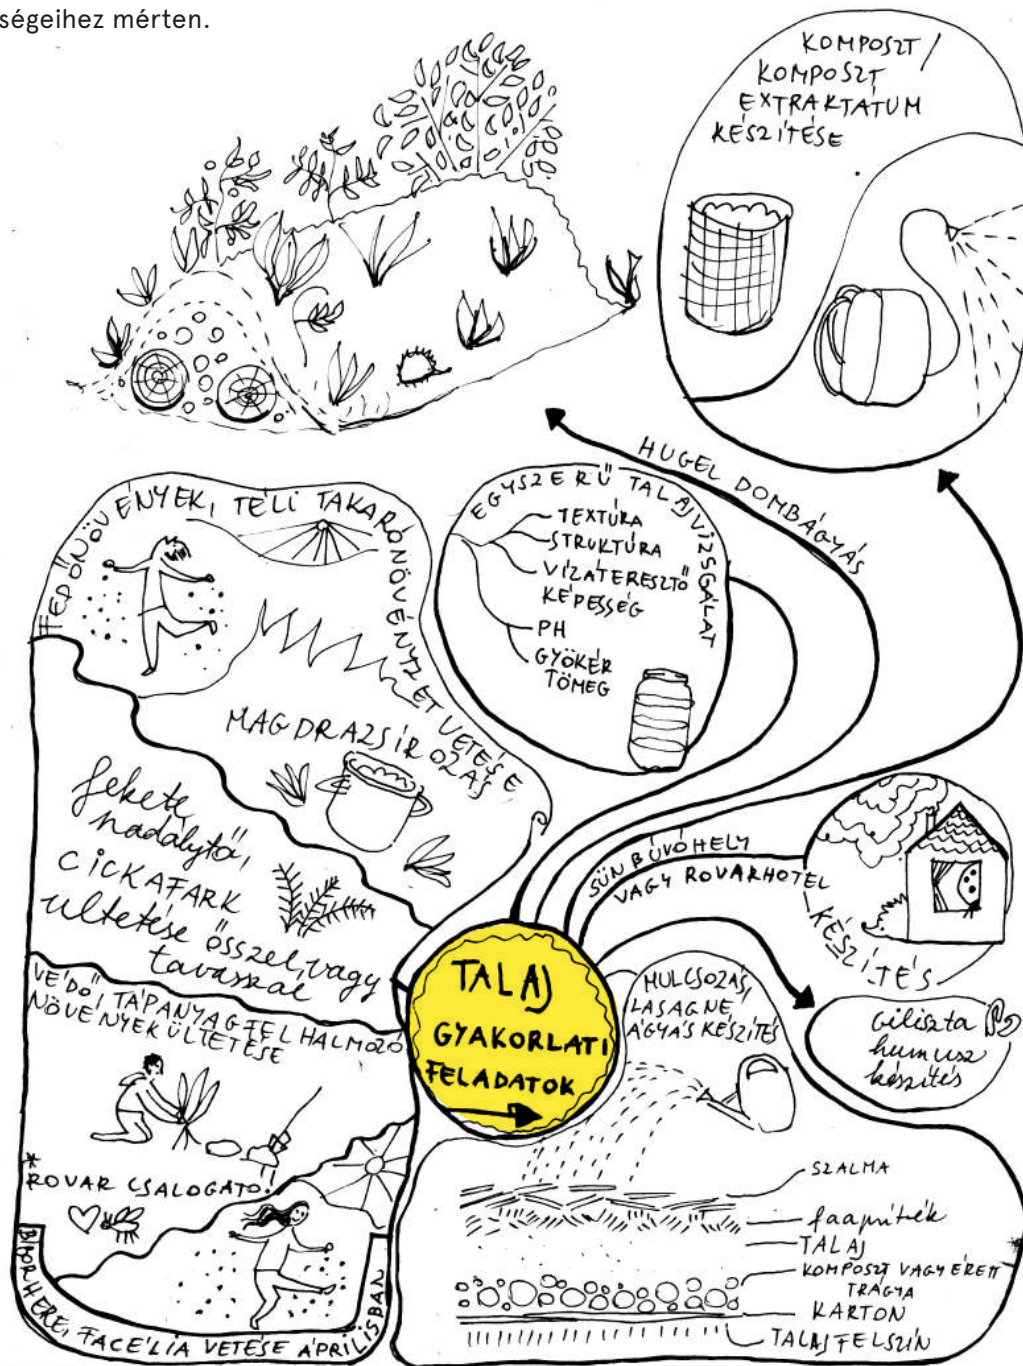 ségeihez mérten.
KOMPOSZT /
KOMPOSZT
EXTRAKTÁTUM
KÉSZÍTÉSE
HUGEL DOMBÁGYÁS
EGYSZERŰ TALAJVIZSGÁLAT
TEXTÚRA
STRUKTÚRA
VÍZÁTERESZTŐ
KÉPESSÉG
PH
GYÖKÉR
TÖMEG
FEDŐNÖVÉNYEK, TÉLI TAKARÓNÖVÉNYZET VETÉSE
MAGDRAZSÍROZÁS
fekete
nadálytő,
CICKAFARK
ültetése ősszel, vagy
tavasszal
SÜN BÚVÓHELY
VAGY ROVARHOTEL
KÉSZÍTÉS
TALAJ
GYAKORLATI
FELADATOK
MULCSOZÁS,
LASAGNE
ÁGYÁS KÉSZÍTÉS
Giliszta
humusz
készítés
VÉDŐ, TÁPANYAGFELHALMOZÓ
NÖVÉNYEK ÜLTETÉSE
* ROVAR CSALOGATÓ!
BÍBORHERE, FACÉLIA VETÉSE ÁPRILISBAN
SZALMA
faapríték
TALAJ
KOMPOSZT VAGY ÉRETT
TRÁGYA
KARTON
TALAJFELSZÍN